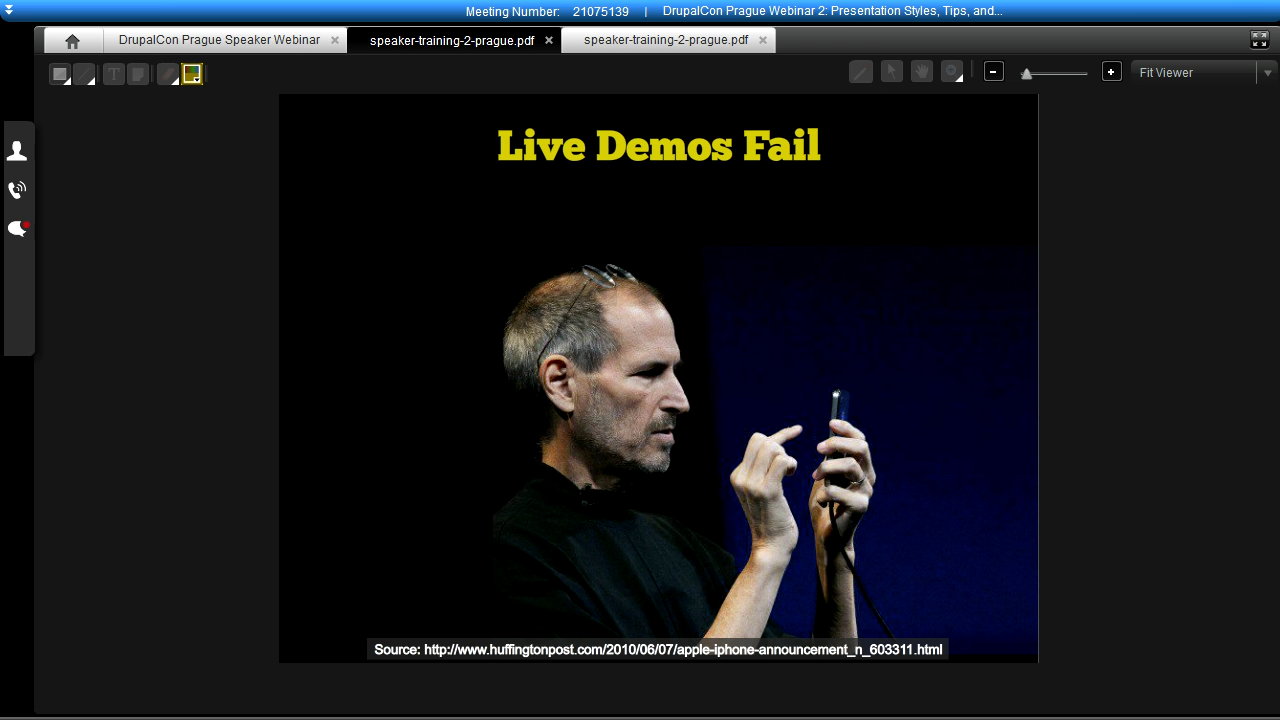 Meeting Number: 21075139 | DrupalCon Prague Webinar 2: Presentation Styles, Tips, and...
DrupalCon Prague Speaker Webinar speaker-training-2-prague.pdf speaker-training-2-prague.pdf
T Fit Viewer
Live Demos Fail
Source: http://www.huffingtonpost.com/2010/06/07/apple-iphone-announcement_n_603311.html